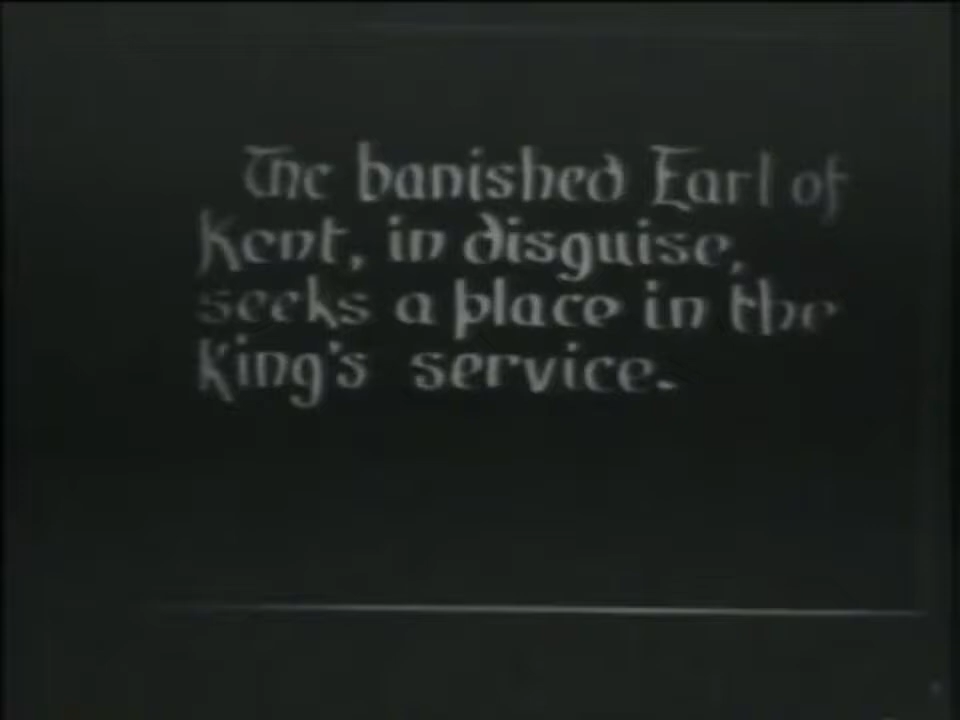 The banished Earl of
Kent, in disguise,
seeks a place in the
King's service.